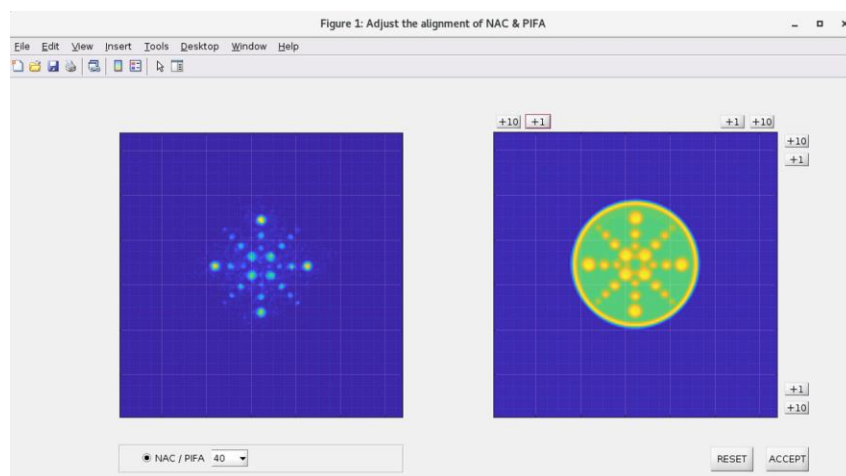 Figure 1: Adjust the alignment of NAC & PIFA
File Edit View Insert Tools Desktop Window Help
+10 +1 +1 +10
+10
+1
+1
+10
NAC / PIFA 40
RESET ACCEPT